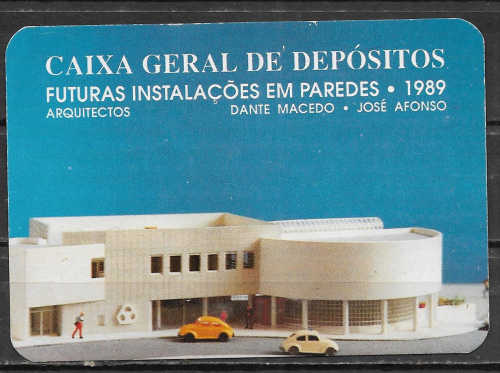 CAIXA GERAL DE DEPÓSITOS
FUTURAS INSTALAÇÕES EM PAREDES • 1989
ARQUITECTOS DANTE MACEDO • JOSÉ AFONSO